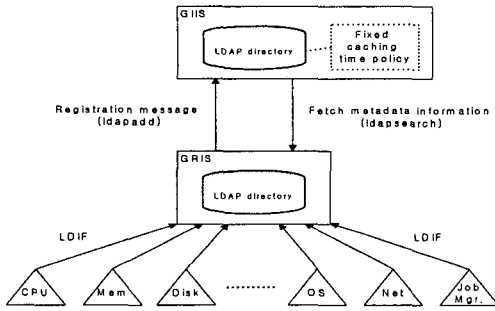 GIIS
LDAP directory
Fixed
caching
time policy
Registration message
(ldapadd)
Fetch metadata information
(ldapsearch)
GRIS
LDAP directory
LDIF
LDIF
CPU
Mem
Disk
OS
Net
Job
Mgr.